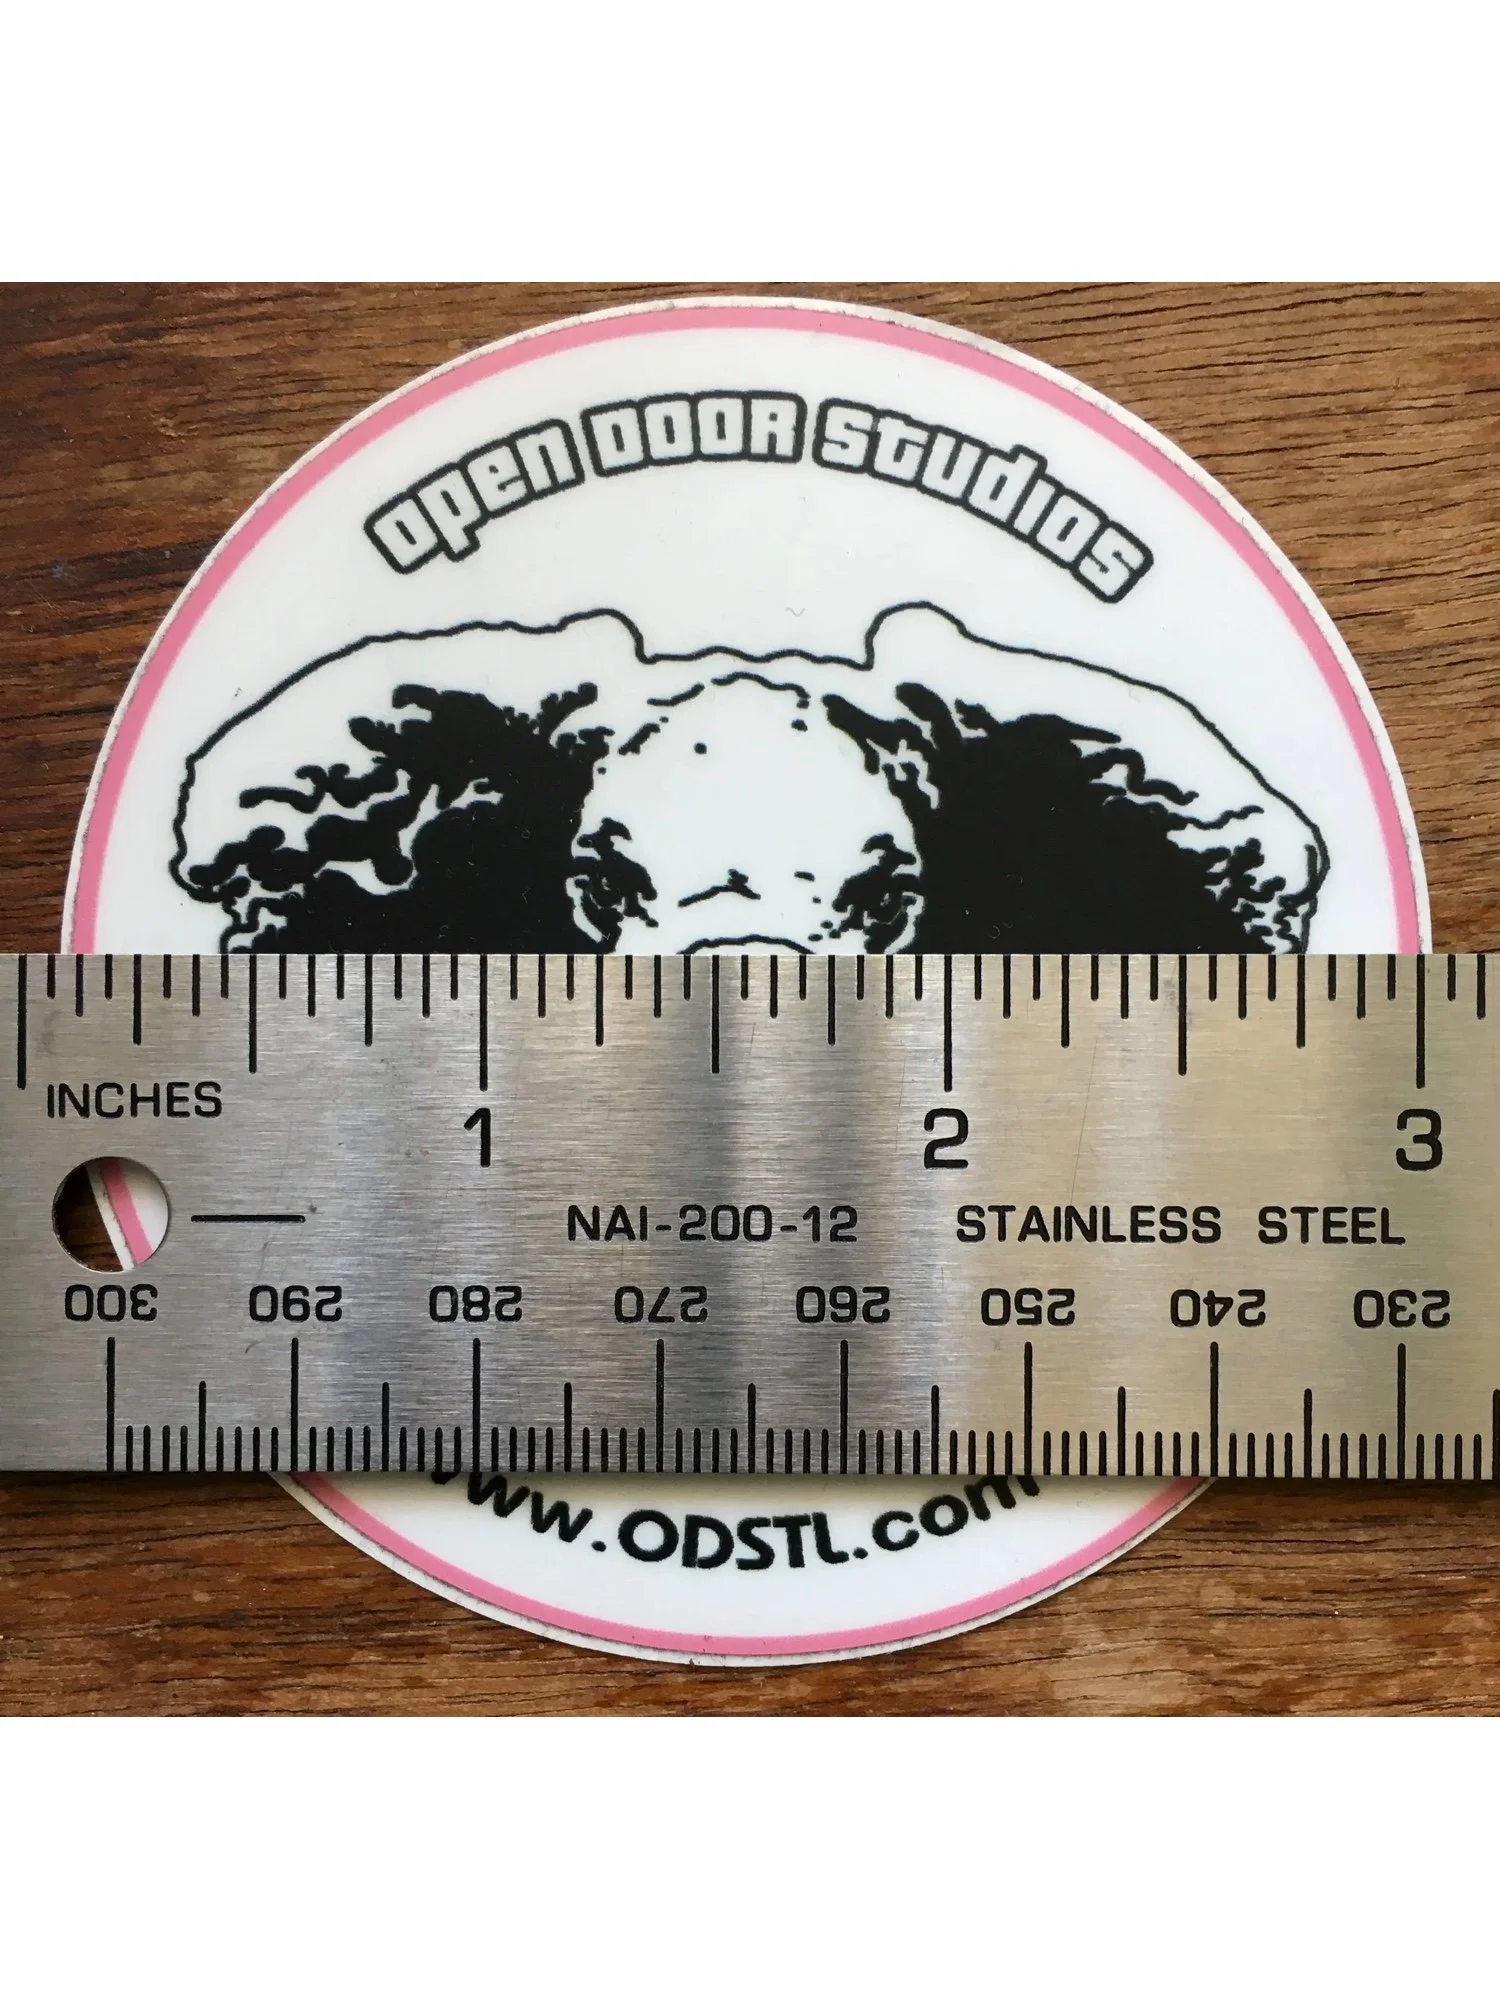 open DOOR studios
INCHES
1 2 3
NAI-200-12 STAINLESS STEEL
300 290 280 270 260 250 240 230
www.ODSTL.com